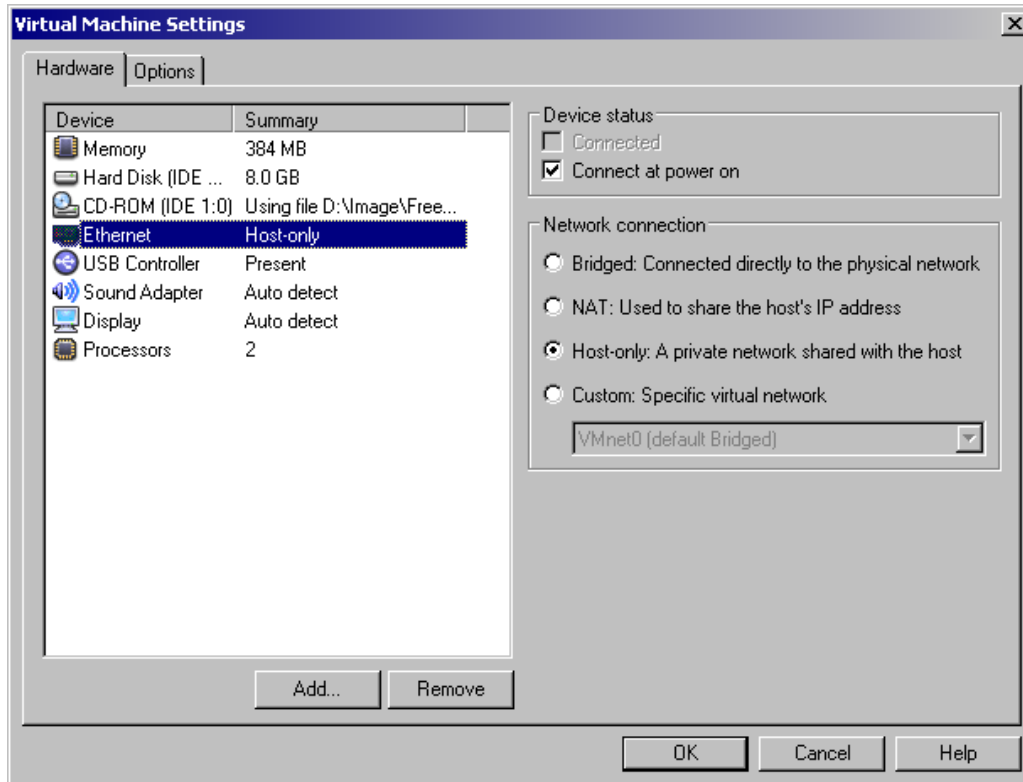 Virtual Machine Settings
Hardware Options
Device Summary
Memory 384 MB
Hard Disk (IDE ... 8.0 GB
CD-ROM (IDE 1:0) Using file D:\Image\Free...
Ethernet Host-only
USB Controller Present
Sound Adapter Auto detect
Display Auto detect
Processors 2
Add... Remove
Device status
Connected
Connect at power on
Network connection
Bridged: Connected directly to the physical network
NAT: Used to share the host's IP address
Host-only: A private network shared with the host
Custom: Specific virtual network
VMnet0 (default Bridged)
OK Cancel Help